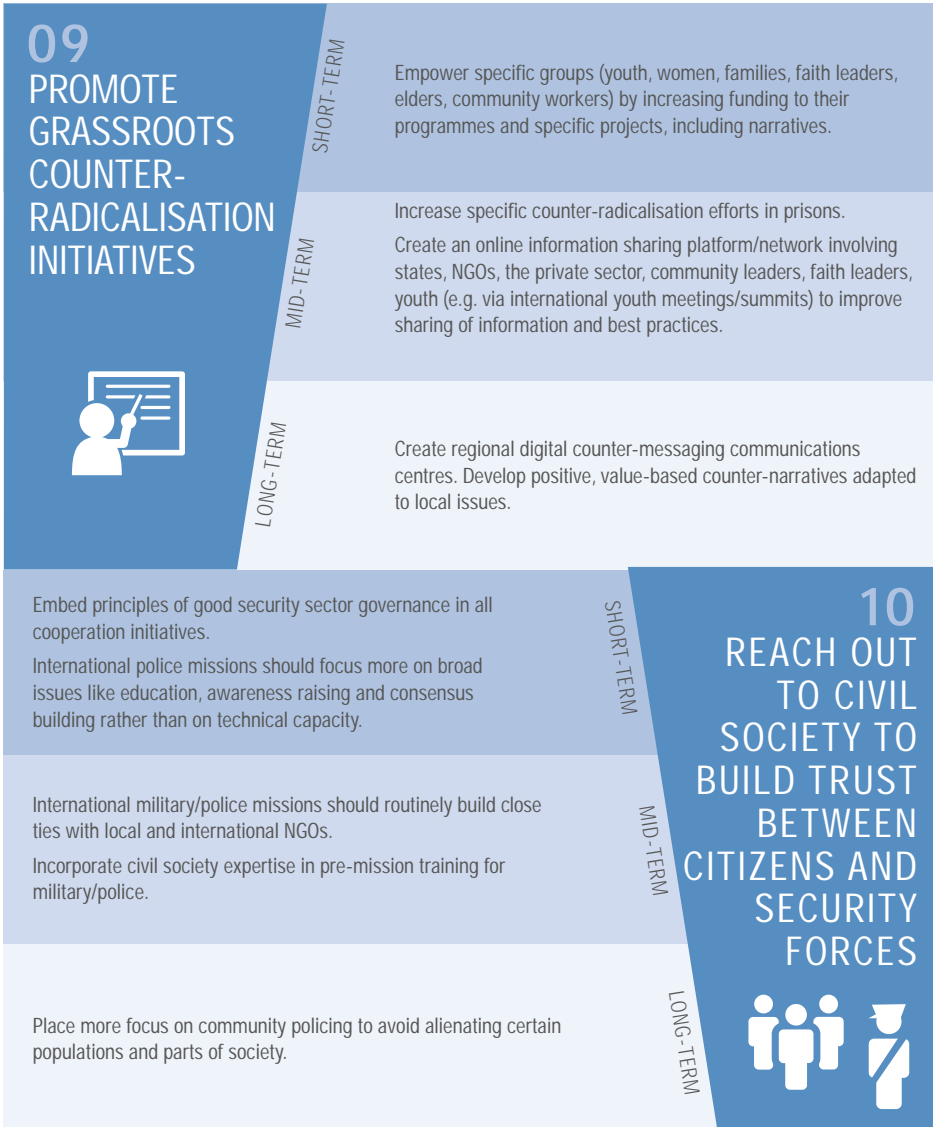 09
PROMOTE
GRASSROOTS
COUNTER-
RADICALISATION
INITIATIVES
SHORT-TERM
Empower specific groups (youth, women, families, faith leaders,
elders, community workers) by increasing funding to their
programmes and specific projects, including narratives.
MID-TERM
Increase specific counter-radicalisation efforts in prisons.
Create an online information sharing platform/network involving
states, NGOs, the private sector, community leaders, faith leaders,
youth (e.g. via international youth meetings/summits) to improve
sharing of information and best practices.
LONG-TERM
Create regional digital counter-messaging communications
centres. Develop positive, value-based counter-narratives adapted
to local issues.
10
REACH OUT
TO CIVIL
SOCIETY TO
BUILD TRUST
BETWEEN
CITIZENS AND
SECURITY
FORCES
SHORT-TERM
Embed principles of good security sector governance in all
cooperation initiatives.
International police missions should focus more on broad
issues like education, awareness raising and consensus
building rather than on technical capacity.
MID-TERM
International military/police missions should routinely build close
ties with local and international NGOs.
Incorporate civil society expertise in pre-mission training for
military/police.
LONG-TERM
Place more focus on community policing to avoid alienating certain
populations and parts of society.